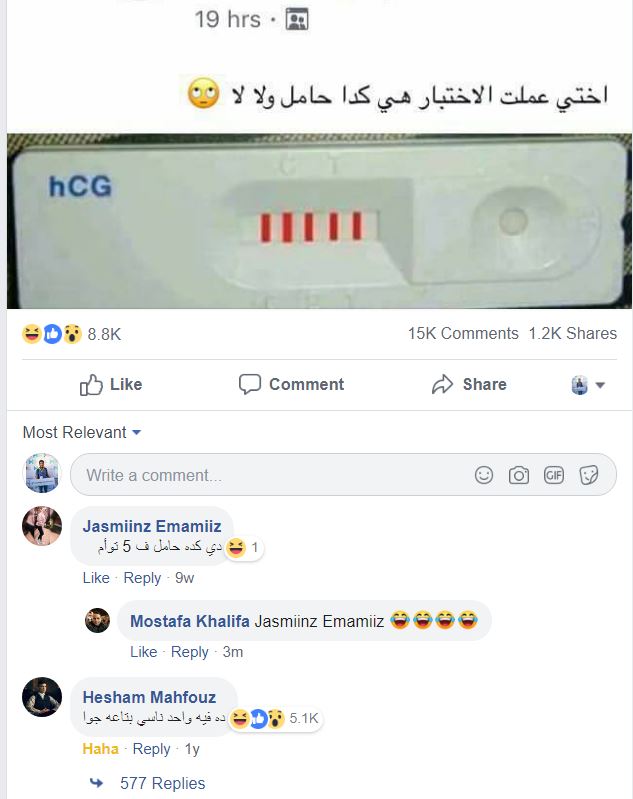 19 hrs ·
اختي عملت الاختبار هي كدا حامل ولا لا 🙄
C T
hCG
8.8K
15K Comments 1.2K Shares
Like Comment Share
Most Relevant
Write a comment...
GIF
Jasmiinz Emamiiz
دي كده حامل ف 5 توأم
😆 1
Like · Reply · 9w
Mostafa Khalifa Jasmiinz Emamiiz 😂😂😂😂
Like · Reply · 3m
Hesham Mahfouz
ده فيه واحد ناسي بتاعه جوا
5.1K
Haha · Reply · 1y
577 Replies